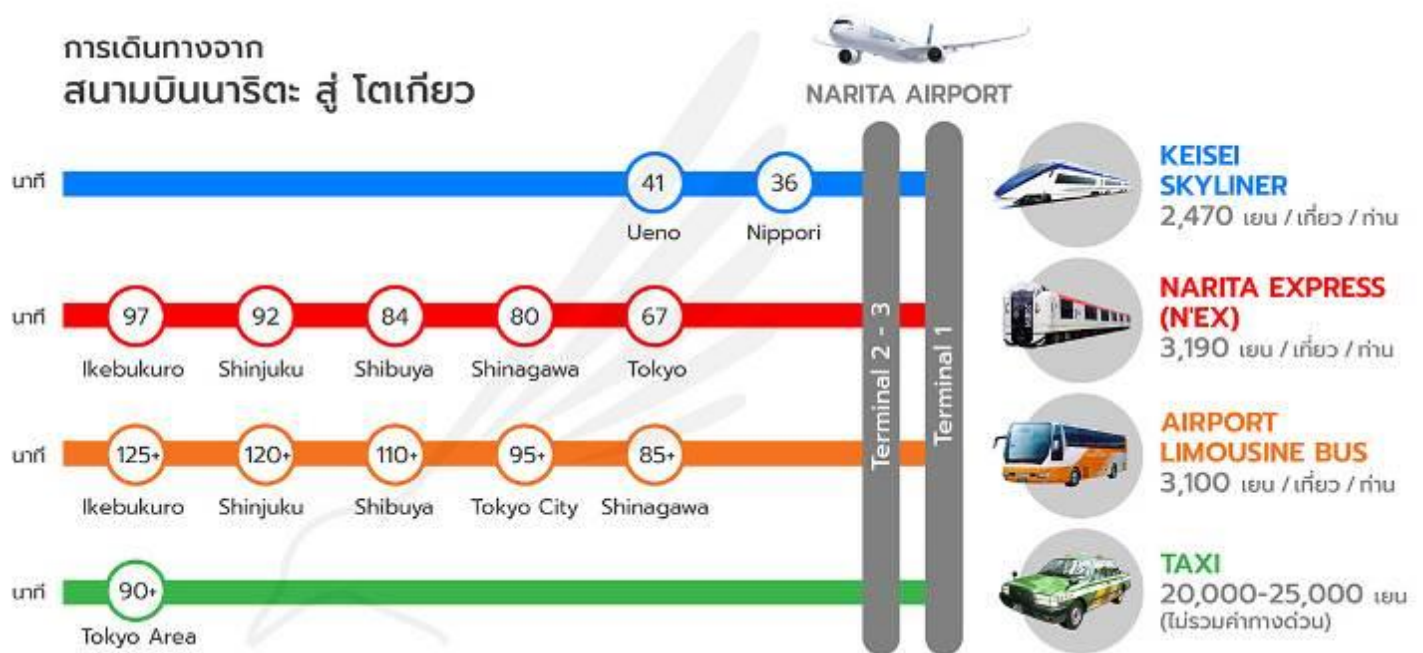 การเดินทางจาก
สนามบินนาริตะ สู่ โตเกียว
NARITA AIRPORT
นาที
41
36
Ueno
Nippori
KEISEI
SKYLINER
2,470 เยน / เที่ยว / ท่าน
นาที
97
92
84
80
67
Ikebukuro
Shinjuku
Shibuya
Shinagawa
Tokyo
NARITA EXPRESS
(N'EX)
3,190 เยน / เที่ยว / ท่าน
Terminal 2 - 3
Terminal 1
นาที
125+
120+
110+
95+
85+
Ikebukuro
Shinjuku
Shibuya
Tokyo City
Shinagawa
AIRPORT
LIMOUSINE BUS
3,100 เยน / เที่ยว / ท่าน
นาที
90+
Tokyo Area
TAXI
20,000-25,000 เยน
(ไม่รวมค่าทางด่วน)